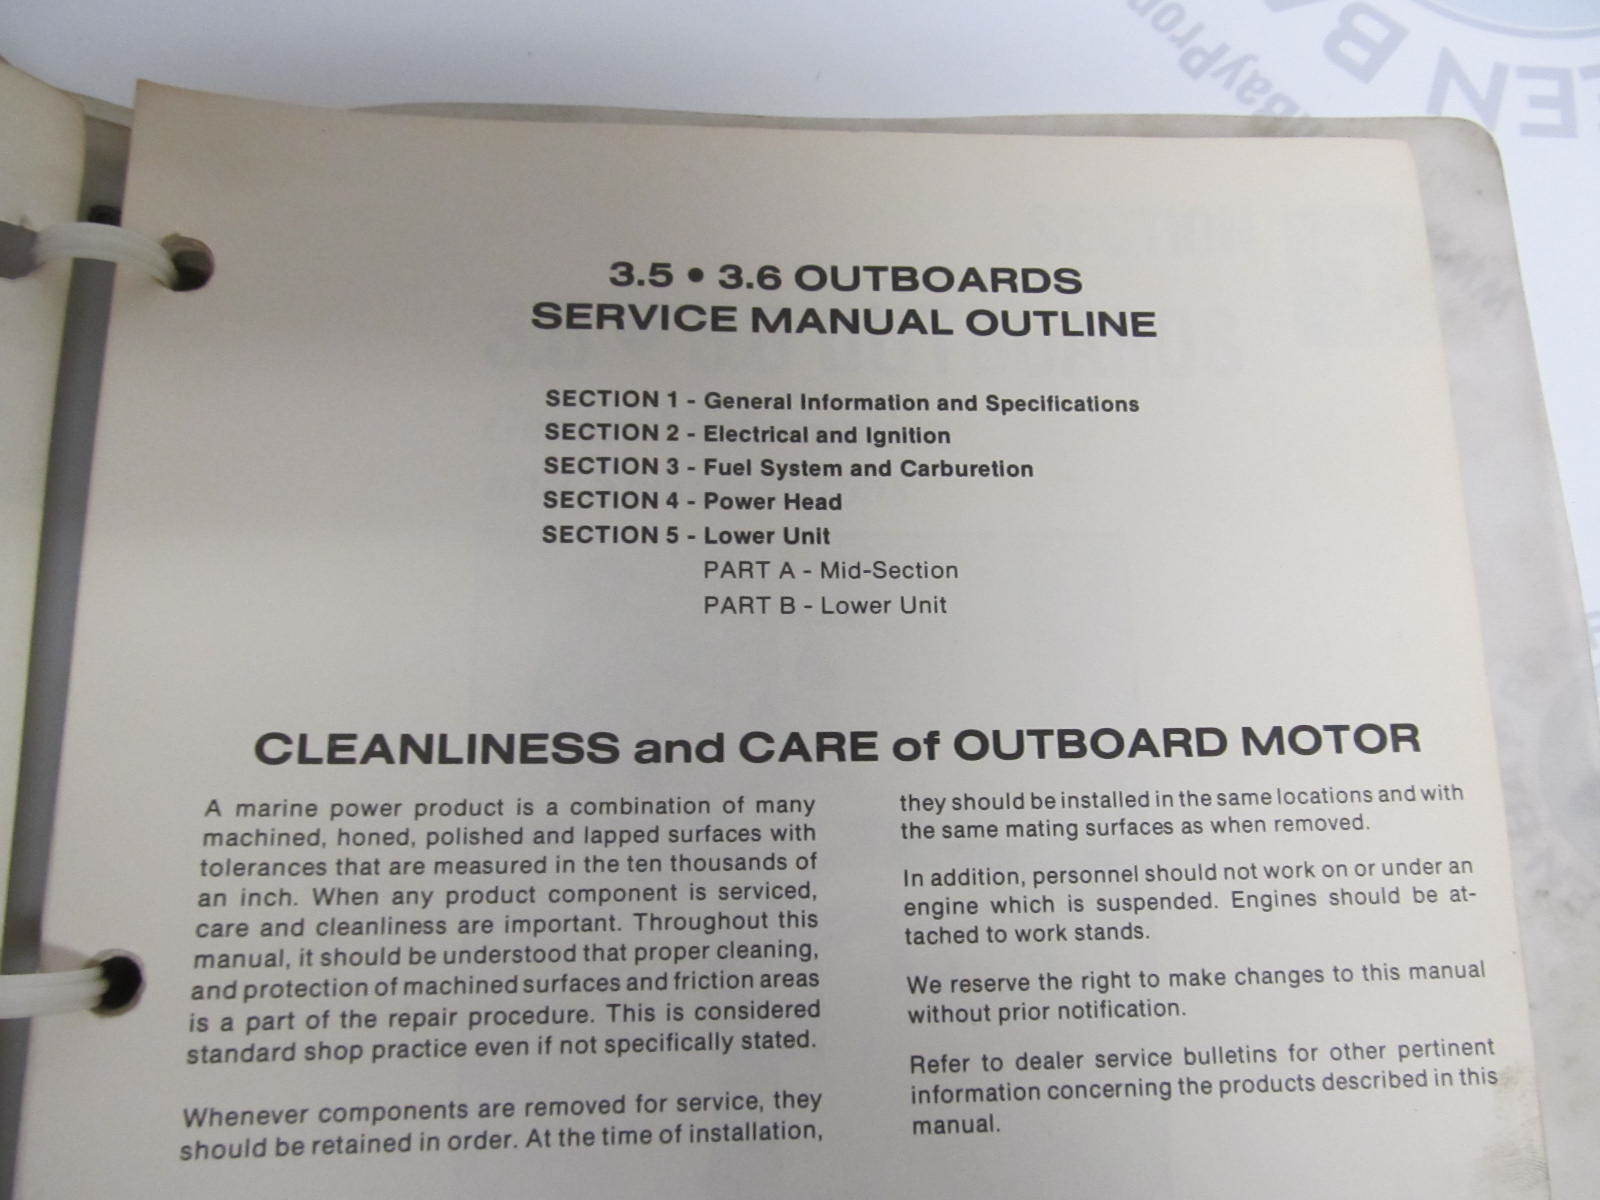 3.5 • 3.6 OUTBOARDS
SERVICE MANUAL OUTLINE
SECTION 1 - General Information and Specifications
SECTION 2 - Electrical and Ignition
SECTION 3 - Fuel System and Carburetion
SECTION 4 - Power Head
SECTION 5 - Lower Unit
PART A - Mid-Section
PART B - Lower Unit
CLEANLINESS and CARE of OUTBOARD MOTOR
A marine power product is a combination of many
machined, honed, polished and lapped surfaces with
tolerances that are measured in the ten thousands of
an inch. When any product component is serviced,
care and cleanliness are important. Throughout this
manual, it should be understood that proper cleaning,
and protection of machined surfaces and friction areas
is a part of the repair procedure. This is considered
standard shop practice even if not specifically stated.
Whenever components are removed for service, they
should be retained in order. At the time of installation,
they should be installed in the same locations and with
the same mating surfaces as when removed.
In addition, personnel should not work on or under an
engine which is suspended. Engines should be at-
tached to work stands.
We reserve the right to make changes to this manual
without prior notification.
Refer to dealer service bulletins for other pertinent
information concerning the products described in this
manual.